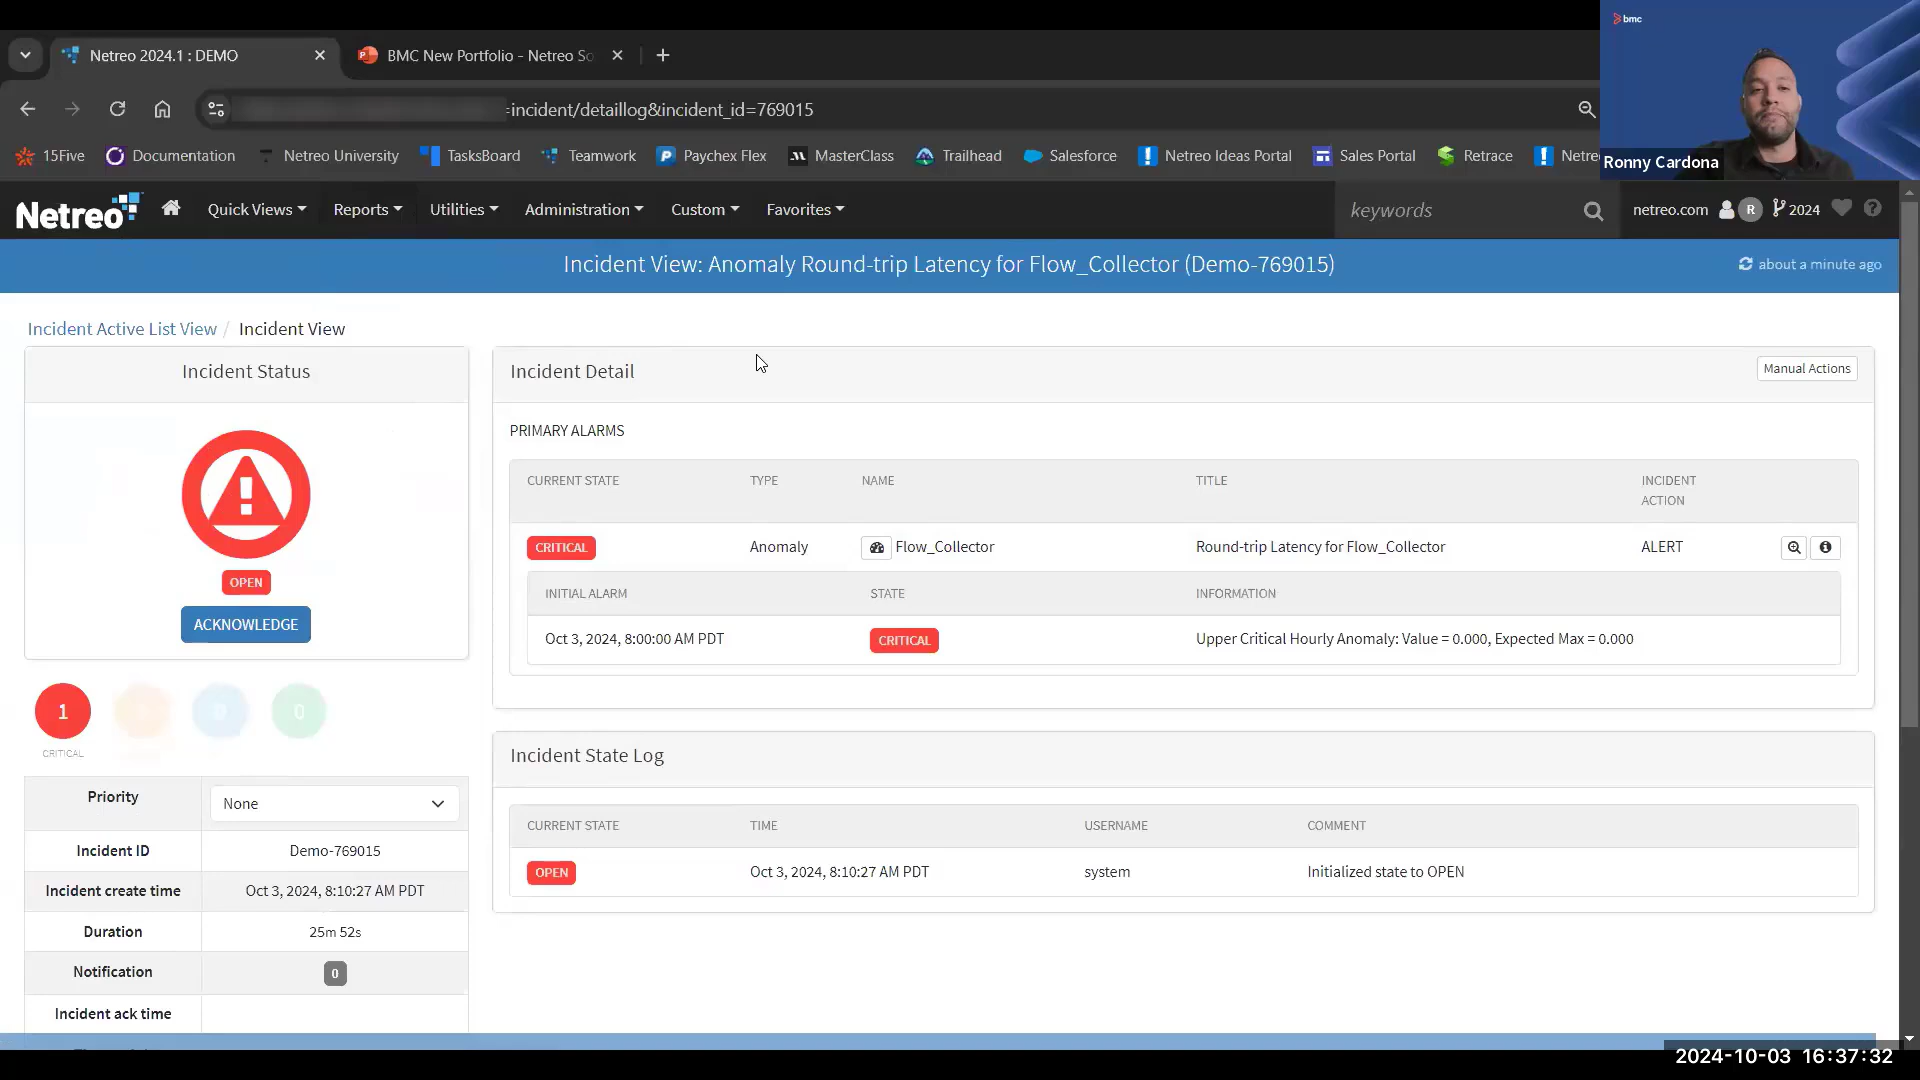 bmc
Netreo 2024.1 : DEMO
BMC New Portfolio - Netreo So
=incident/detaillog&incident_id=769015
15Five
Documentation
Netreo University
TasksBoard
Teamwork
Paychex Flex
MasterClass
Trailhead
Salesforce
Netreo Ideas Portal
Sales Portal
Retrace
Netre
Ronny Cardona
Netreo
Quick Views
Reports
Utilities
Administration
Custom
Favorites
keywords
netreo.com
R
2024
Incident View: Anomaly Round-trip Latency for Flow_Collector (Demo-769015)
about a minute ago
Incident Active List View / Incident View
Incident Status
OPEN
ACKNOWLEDGE
1
0
0
CRITICAL
Priority
None
Incident ID
Demo-769015
Incident create time
Oct 3, 2024, 8:10:27 AM PDT
Duration
25m 52s
Notification
0
Incident ack time
Incident Detail
Manual Actions
PRIMARY ALARMS
CURRENT STATE
TYPE
NAME
TITLE
INCIDENT
ACTION
CRITICAL
Anomaly
Flow_Collector
Round-trip Latency for Flow_Collector
ALERT
INITIAL ALARM
STATE
INFORMATION
Oct 3, 2024, 8:00:00 AM PDT
CRITICAL
Upper Critical Hourly Anomaly: Value = 0.000, Expected Max = 0.000
Incident State Log
CURRENT STATE
TIME
USERNAME
COMMENT
OPEN
Oct 3, 2024, 8:10:27 AM PDT
system
Initialized state to OPEN
2024-10-03 16:37:32